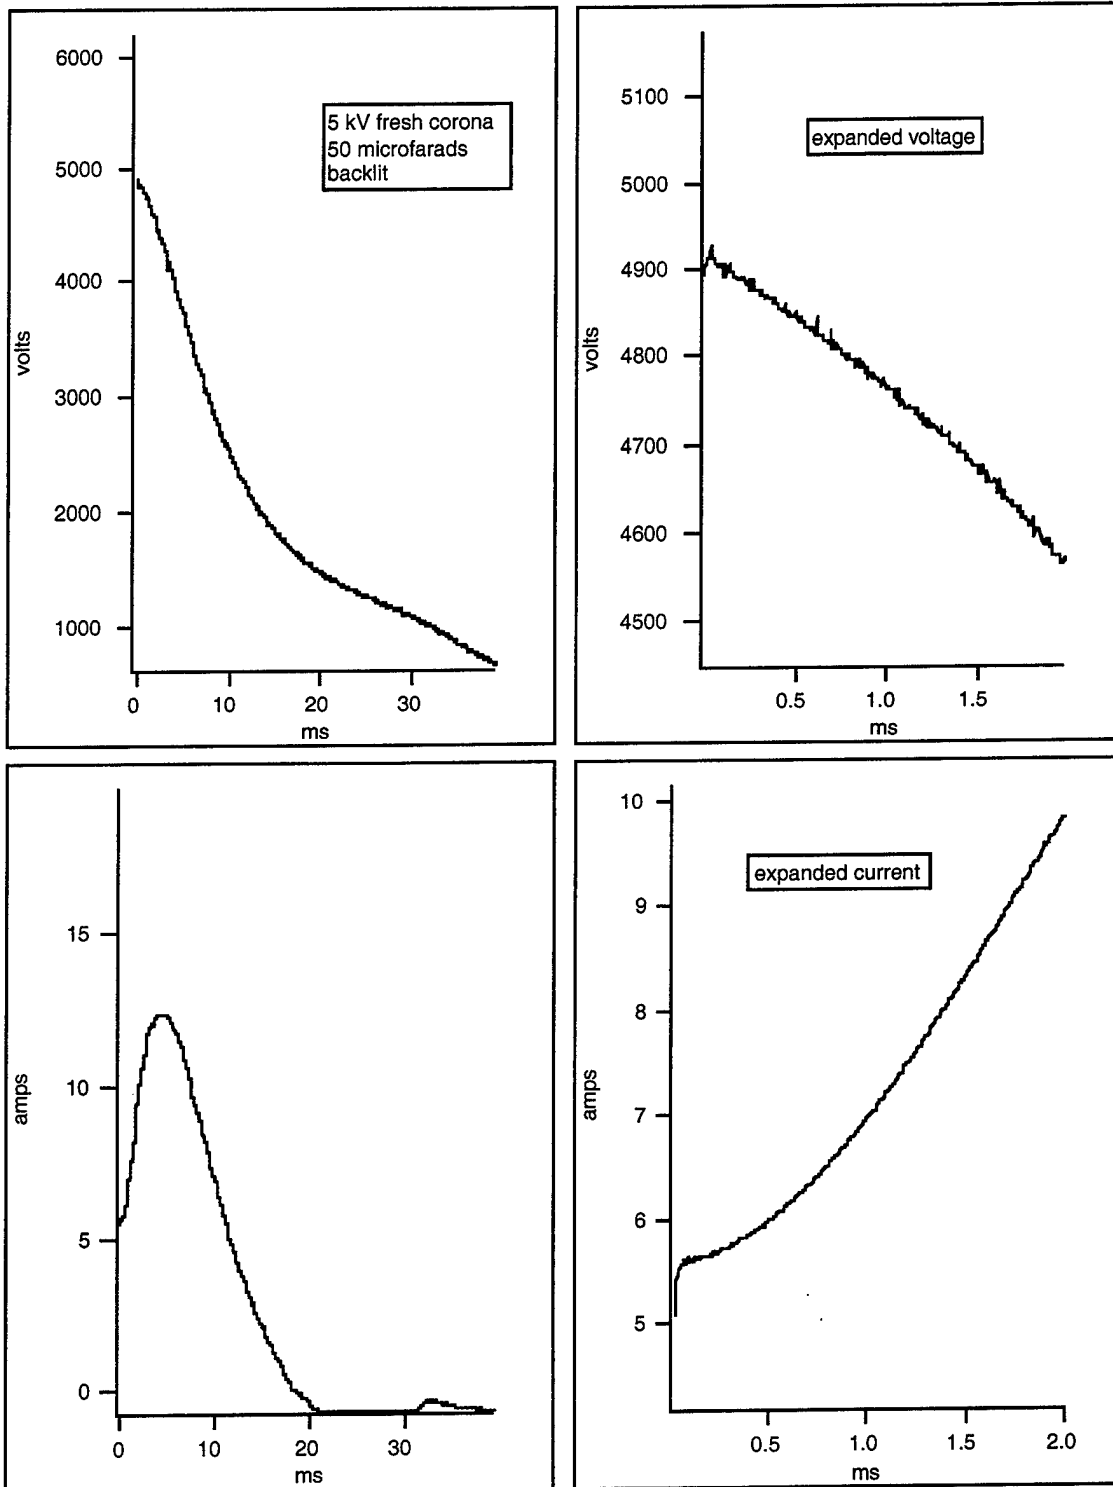 6000
5000
4000
3000
2000
1000
volts
5 kV fresh corona
50 microfarads
backlit
0 10 20 30
ms
5100
5000
4900
4800
4700
4600
4500
volts
expanded voltage
0.5 1.0 1.5
ms
15
10
5
0
amps
0 10 20 30
ms
10
9
8
7
6
5
amps
expanded current
0.5 1.0 1.5 2.0
ms